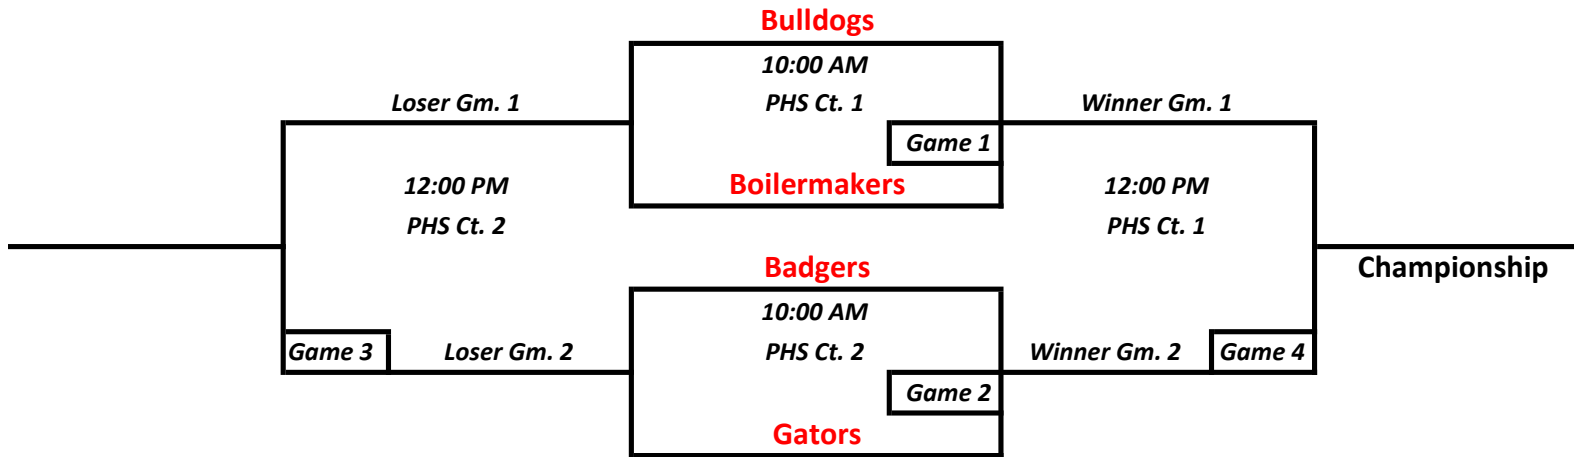 Bulldogs
10:00 AM
Loser Gm. 1 PHS Ct. 1 Winner Gm. 1
Game 1
12:00 PM Boilermakers 12:00 PM
PHS Ct. 2 PHS Ct. 1
Badgers Championship
10:00 AM
Game 3 Loser Gm. 2 PHS Ct. 2 Winner Gm. 2 Game 4
Game 2
Gators